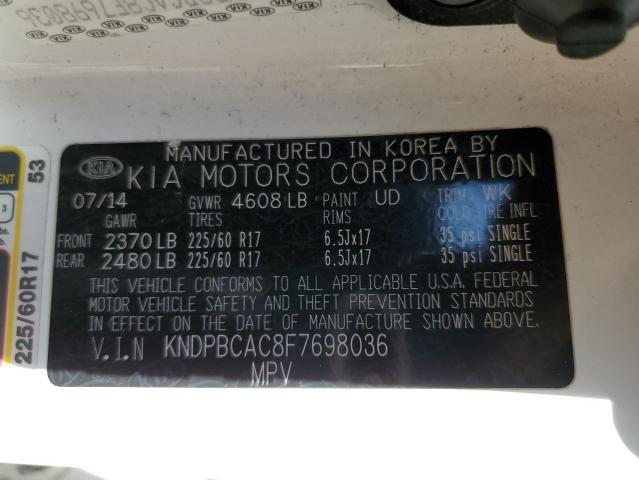 MANUFACTURED IN KOREA BY
KIA KIA MOTORS CORPORATION
07/14 GVWR 4608 LB PAINT UD TRIM WK
GAWR TIRES RIMS COLD INFL
FRONT 2370 LB 225/60 R17 6.5Jx17 35 psi SINGLE
REAR 2480 LB 225/60 R17 6.5Jx17 35 psi SINGLE
THIS VEHICLE CONFORMS TO ALL APPLICABLE U.S.A. FEDERAL
MOTOR VEHICLE SAFETY AND THEFT PREVENTION STANDARDS
IN EFFECT ON THE DATE OF MANUFACTURE SHOWN ABOVE.
V.I.N KNDPBCAC8F7698036
MPV
225/60R17 53